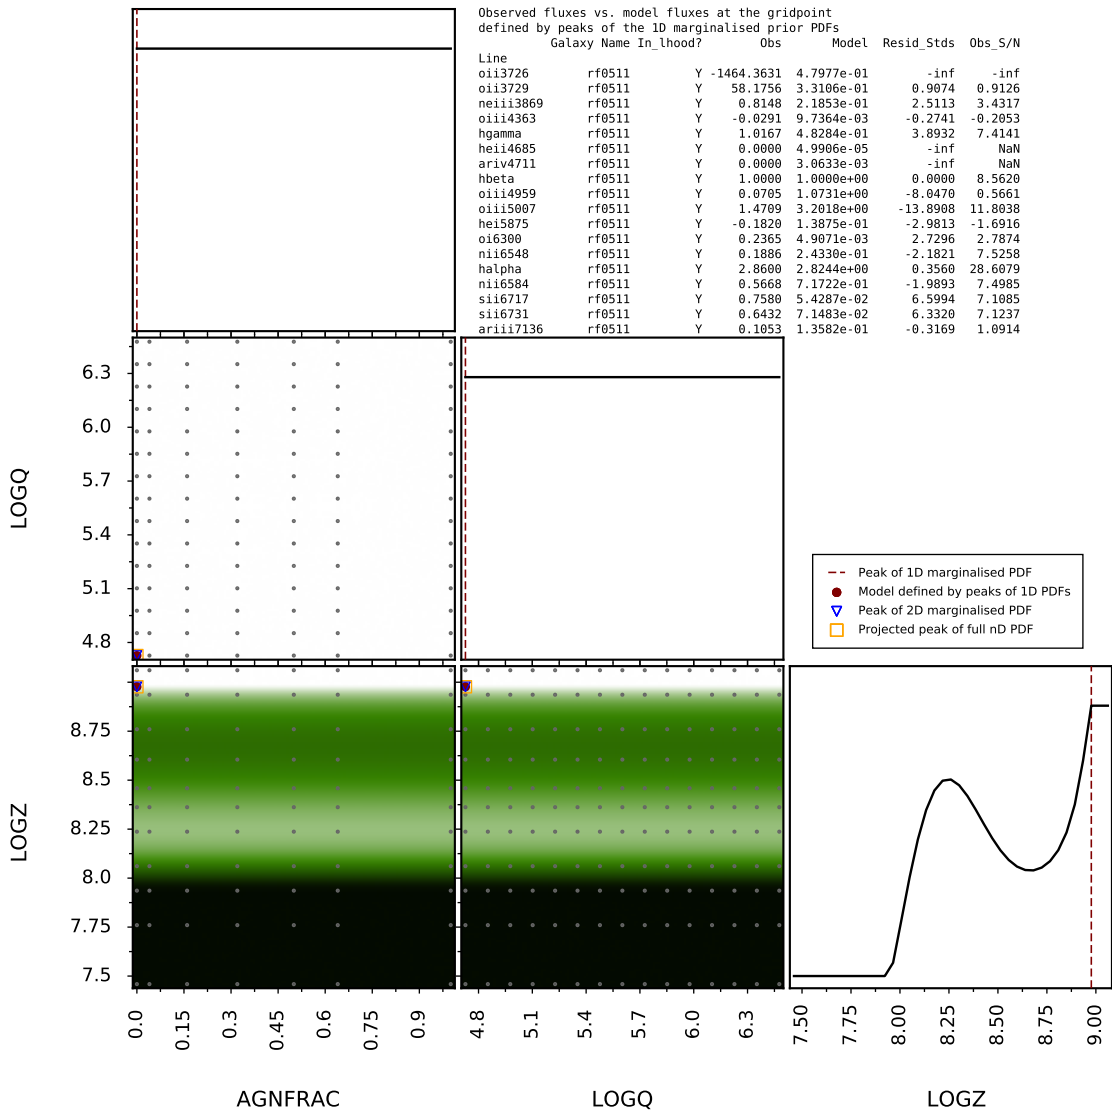 Observed fluxes vs. model fluxes at the gridpoint
defined by peaks of the 1D marginalised prior PDFs
Galaxy Name In_lhood? Obs Model Resid_Stds Obs_S/N
Line
oii3726 rf0511 Y -1464.3631 4.7977e-01 -inf -inf
oii3729 rf0511 Y 58.1756 3.3106e-01 0.9074 0.9126
neiii3869 rf0511 Y 0.8148 2.1853e-01 2.5113 3.4317
oiii4363 rf0511 Y -0.0291 9.7364e-03 -0.2741 -0.2053
hgamma rf0511 Y 1.0167 4.8284e-01 3.8932 7.4141
heii4685 rf0511 Y 0.0000 4.9906e-05 -inf NaN
ariv4711 rf0511 Y 0.0000 3.0633e-03 -inf NaN
hbeta rf0511 Y 1.0000 1.0000e+00 0.0000 8.5620
oiii4959 rf0511 Y 0.0705 1.0731e+00 -8.0470 0.5661
oiii5007 rf0511 Y 1.4709 3.2018e+00 -13.8908 11.8038
hei5875 rf0511 Y -0.1820 1.3875e-01 -2.9813 -1.6916
oi6300 rf0511 Y 0.2365 4.9071e-03 2.7296 2.7874
nii6548 rf0511 Y 0.1886 2.4330e-01 -2.1821 7.5258
halpha rf0511 Y 2.8600 2.8244e+00 0.3560 28.6079
nii6584 rf0511 Y 0.5668 7.1722e-01 -1.9893 7.4985
sii6717 rf0511 Y 0.7580 5.4287e-02 6.5994 7.1085
sii6731 rf0511 Y 0.6432 7.1483e-02 6.3320 7.1237
ariii7136 rf0511 Y 0.1053 1.3582e-01 -0.3169 1.0914
6.3
6.0
5.7
5.4
5.1
4.8
LOGQ
Peak of 1D marginalised PDF
Model defined by peaks of 1D PDFs
Peak of 2D marginalised PDF
Projected peak of full nD PDF
8.75
8.5
8.25
8.0
7.75
7.5
LOGZ
0.0 0.15 0.3 0.45 0.6 0.75 0.9
4.8 5.1 5.4 5.7 6.0 6.3
7.50 7.75 8.00 8.25 8.50 8.75 9.00
AGNFRAC LOGQ LOGZ